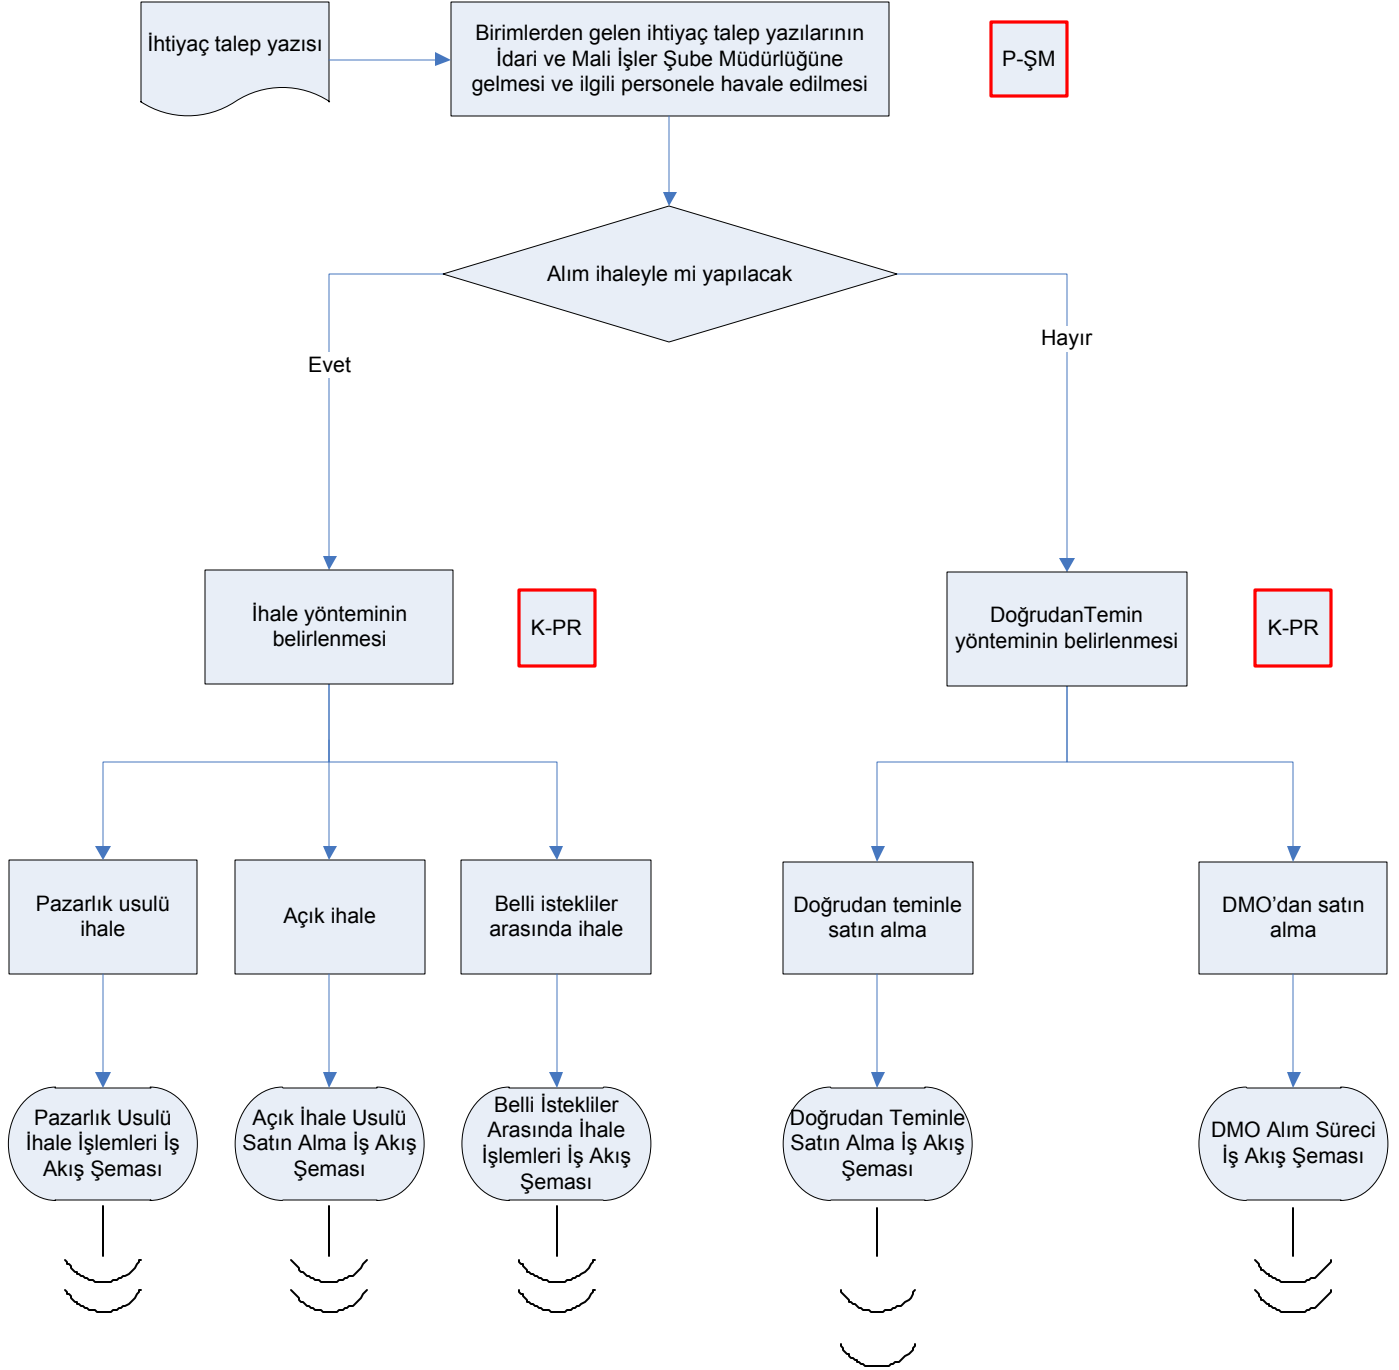 İhtiyaç talep yazısı
Birimlerden gelen ihtiyaç talep yazılarının
İdari ve Mali İşler Şube Müdürlüğüne
gelmesi ve ilgili personele havale edilmesi
P-ŞM
Alım ihaleyle mi yapılacak
Evet
Hayır
İhale yönteminin
belirlenmesi
K-PR
DoğrudanTemin
yönteminin belirlenmesi
K-PR
Pazarlık usulü
ihale
Açık ihale
Belli istekliler
arasında ihale
Doğrudan teminle
satın alma
DMO’dan satın
alma
Pazarlık Usulü
İhale İşlemleri İş
Akış Şeması
Açık İhale Usulü
Satın Alma İş Akış
Şeması
Belli İstekliler
Arasında İhale
İşlemleri İş Akış
Şeması
Doğrudan Teminle
Satın Alma İş Akış
Şeması
DMO Alım Süreci
İş Akış Şeması